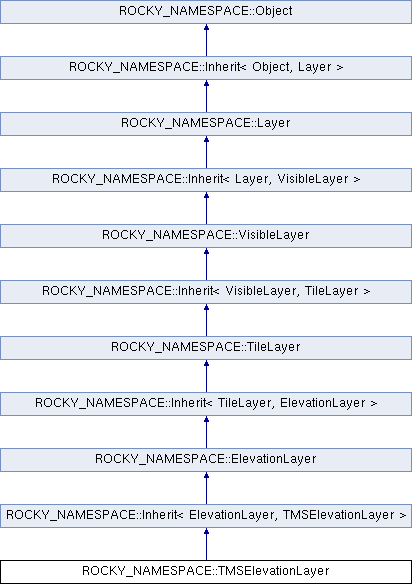 ROCKY_NAMESPACE::Object
ROCKY_NAMESPACE::Inherit< Object, Layer >
ROCKY_NAMESPACE::Layer
ROCKY_NAMESPACE::Inherit< Layer, VisibleLayer >
ROCKY_NAMESPACE::VisibleLayer
ROCKY_NAMESPACE::Inherit< VisibleLayer, TileLayer >
ROCKY_NAMESPACE::TileLayer
ROCKY_NAMESPACE::Inherit< TileLayer, ElevationLayer >
ROCKY_NAMESPACE::ElevationLayer
ROCKY_NAMESPACE::Inherit< ElevationLayer, TMSElevationLayer >
ROCKY_NAMESPACE::TMSElevationLayer